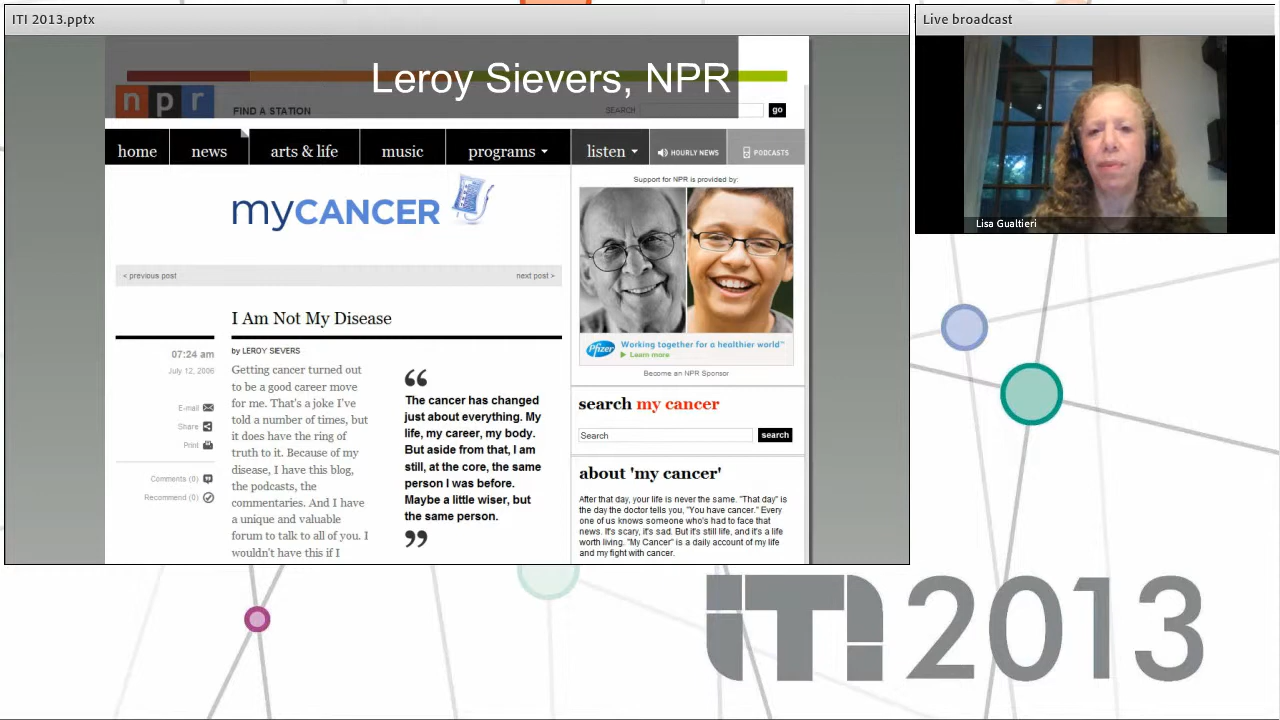 ITI 2013.pptx
Live broadcast
Leroy Sievers, NPR
npr
FIND A STATION
SEARCH
go
home
news
arts & life
music
programs
listen
HOURLY NEWS
PODCASTS
myCANCER
< previous post
next post >
I Am Not My Disease
07:24 am
July 12, 2006
E-mail
Share
Print
Comments (0)
Recommend (0)
by LEROY SIEVERS
Getting cancer turned out
to be a good career move
for me. That's a joke I've
told a number of times, but
it does have the ring of
truth to it. Because of my
disease, I have this blog,
the podcasts, the
commentaries. And I have
a unique and valuable
forum to talk to all of you. I
wouldn't have this if I
“
The cancer has changed
just about everything. My
life, my career, my body.
But aside from that, I am
still, at the core, the same
person I was before.
Maybe a little wiser, but
the same person.
”
Support for NPR is provided by:
Pfizer
Working together for a healthier world™
Learn more
Become an NPR Sponsor
search my cancer
Search
search
about 'my cancer'
After that day, your life is never the same. "That day" is
the day the doctor tells you, "You have cancer." Every
one of us knows someone who's had to face that
news. It's scary, it's sad. But it's still life, and it's a life
worth living. "My Cancer" is a daily account of my life
and my fight with cancer.
Lisa Gualtieri
iTi 2013